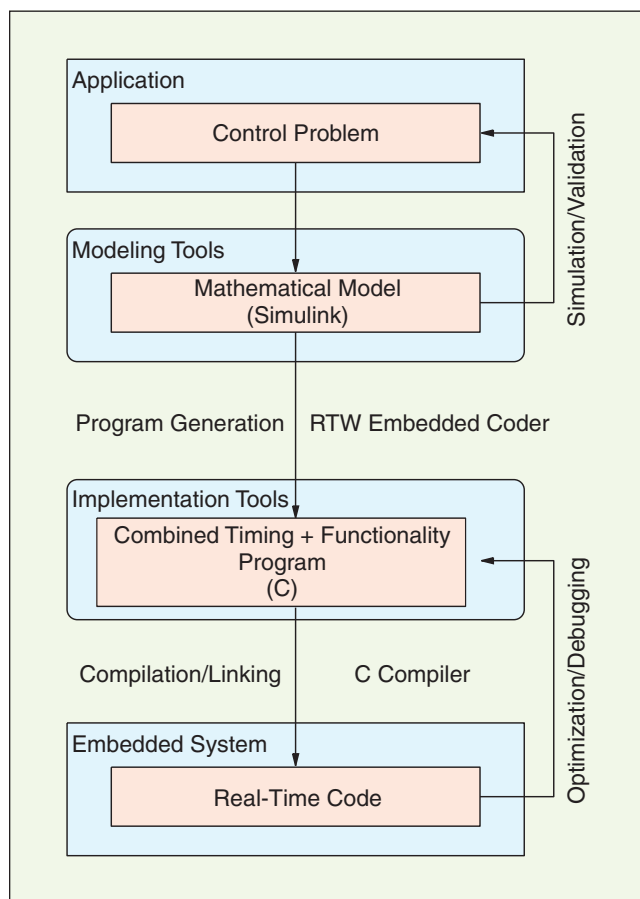 Application
Control Problem
Simulation/Validation
Modeling Tools
Mathematical Model
(Simulink)
Program Generation
RTW Embedded Coder
Implementation Tools
Combined Timing + Functionality
Program
(C)
Optimization/Debugging
Compilation/Linking
C Compiler
Embedded System
Real-Time Code